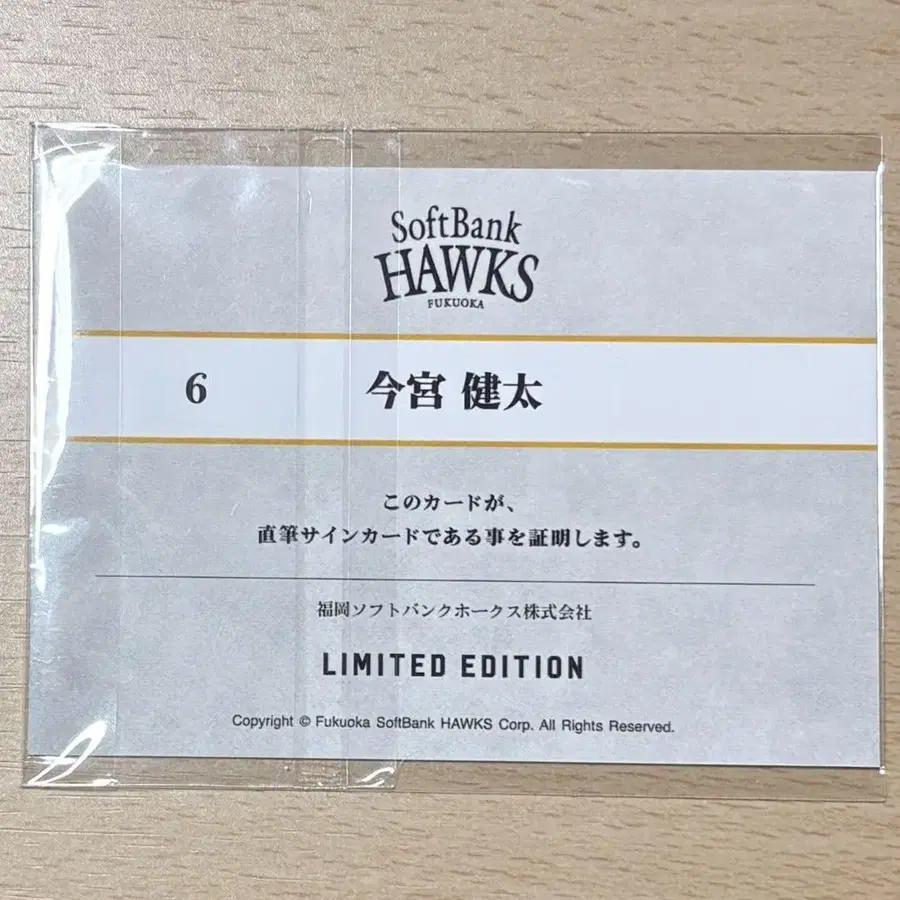 SoftBank
HAWKS
FUKUOKA
6 今宮 健太
このカードが、
直筆サインカードである事を証明します。
福岡ソフトバンクホークス株式会社
LIMITED EDITION
Copyright © Fukuoka SoftBank HAWKS Corp. All Rights Reserved.